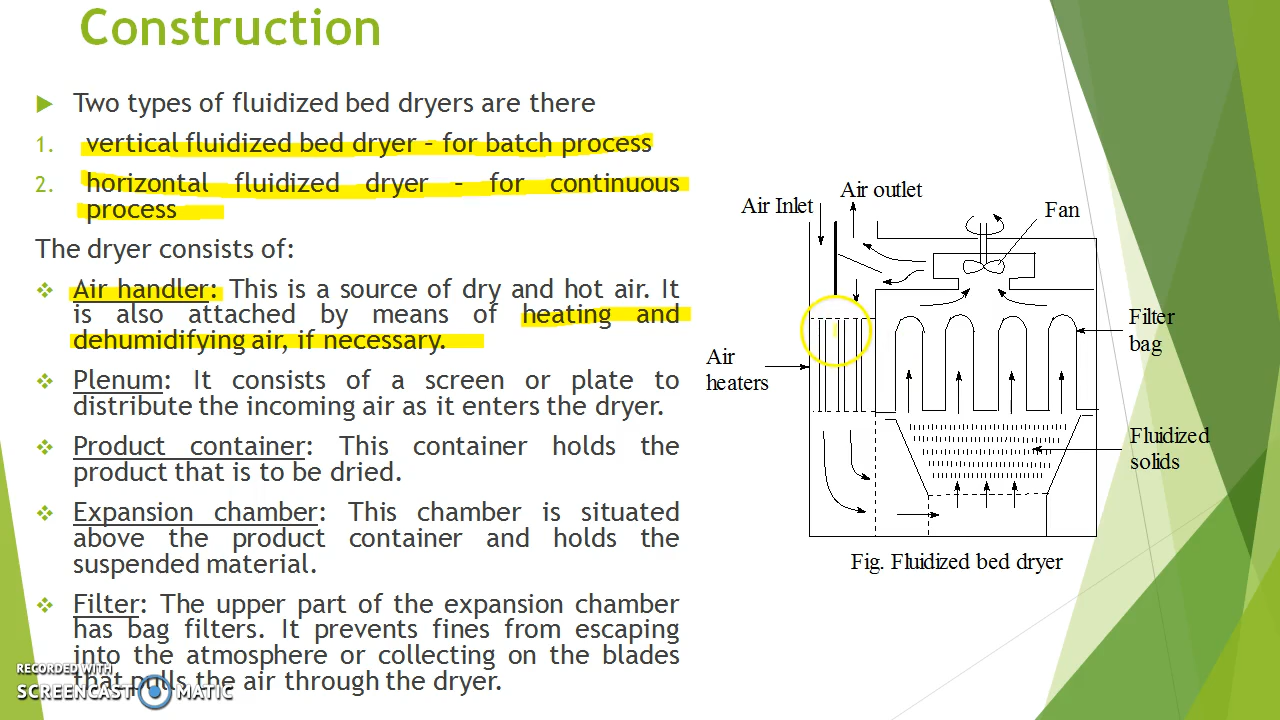 Construction
Two types of fluidized bed dryers are there
1. vertical fluidized bed dryer – for batch process
2. horizontal fluidized dryer – for continuous
process
The dryer consists of:
Air handler: This is a source of dry and hot air. It
is also attached by means of heating and
dehumidifying air, if necessary.
Plenum: It consists of a screen or plate to
distribute the incoming air as it enters the dryer.
Product container: This container holds the
product that is to be dried.
Expansion chamber: This chamber is situated
above the product container and holds the
suspended material.
Filter: The upper part of the expansion chamber
has bag filters. It prevents fines from escaping
into the atmosphere or collecting on the blades
that pulls the air through the dryer.
Air Inlet
Air outlet
Fan
Filter
bag
Air
heaters
Fluidized
solids
Fig. Fluidized bed dryer
RECORDED WITH
SCREENCAST MATIC